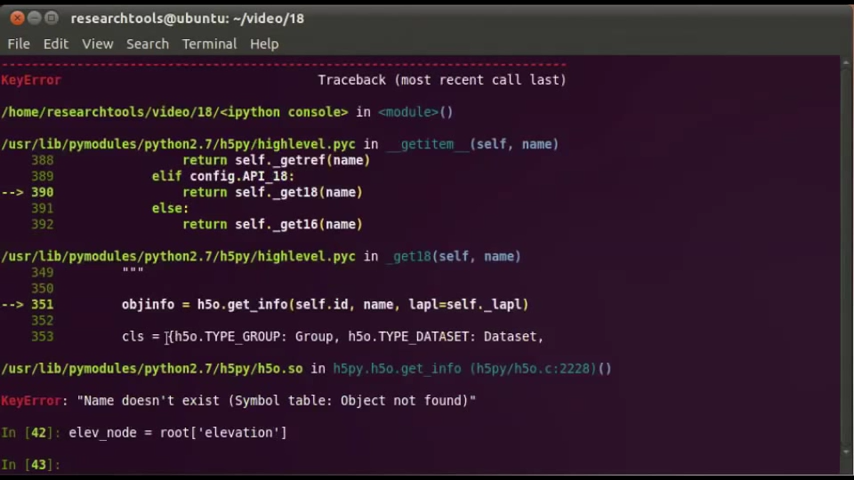 researchtools@ubuntu: ~/video/18
File Edit View Search Terminal Help
---------------------------------------------------------------------------
KeyError                                  Traceback (most recent call last)
/home/researchtools/video/18/<ipython console> in <module>()
/usr/lib/pymodules/python2.7/h5py/highlevel.pyc in __getitem__(self, name)
    388                 return self._getref(name)
    389             elif config.API_18:
--> 390                 return self._get18(name)
    391             else:
    392                 return self._get16(name)
/usr/lib/pymodules/python2.7/h5py/highlevel.pyc in _get18(self, name)
    349         """
    350
--> 351         objinfo = h5o.get_info(self.id, name, lapl=self._lapl)
    352
    353         cls = {h5o.TYPE_GROUP: Group, h5o.TYPE_DATASET: Dataset,
/usr/lib/pymodules/python2.7/h5py/h5o.so in h5py.h5o.get_info (h5py/h5o.c:2228)()
KeyError: "Name doesn't exist (Symbol table: Object not found)"
In [42]: elev_node = root['elevation']
In [43]: